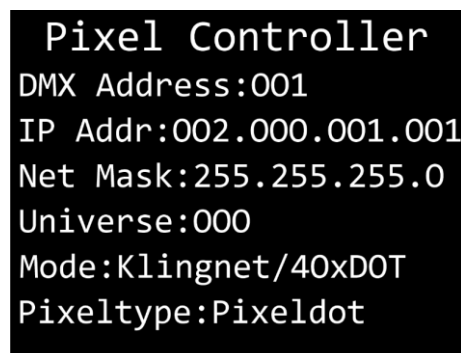 Pixel Controller
DMX Address:001
IP Addr:002.000.001.001
Net Mask:255.255.255.0
Universe:000
Mode:Klingnet/40xDOT
Pixeltype:Pixeldot